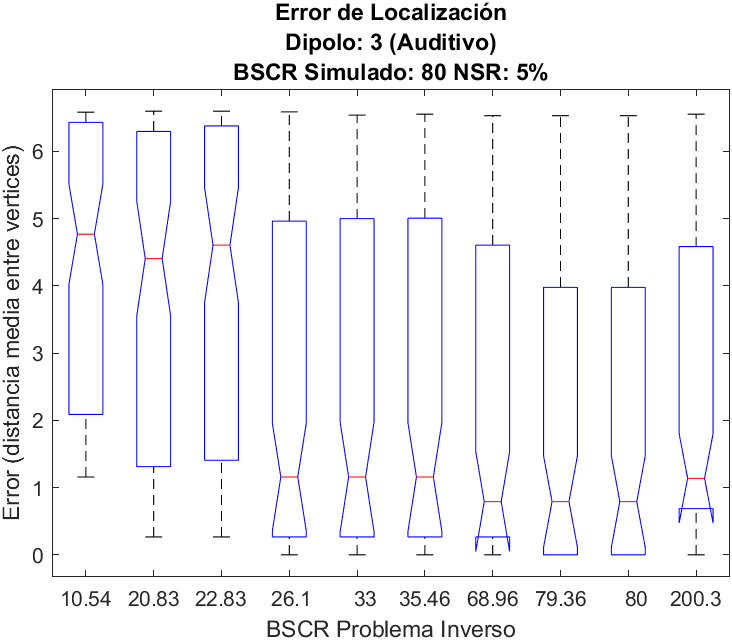 Error de Localización
Dipolo: 3 (Auditivo)
BSCR Simulado: 80 NSR: 5%
Error (distancia media entre vertices)
6
5
4
3
2
1
0
10.54 20.83 22.83 26.1 33 35.46 68.96 79.36 80 200.3
BSCR Problema Inverso